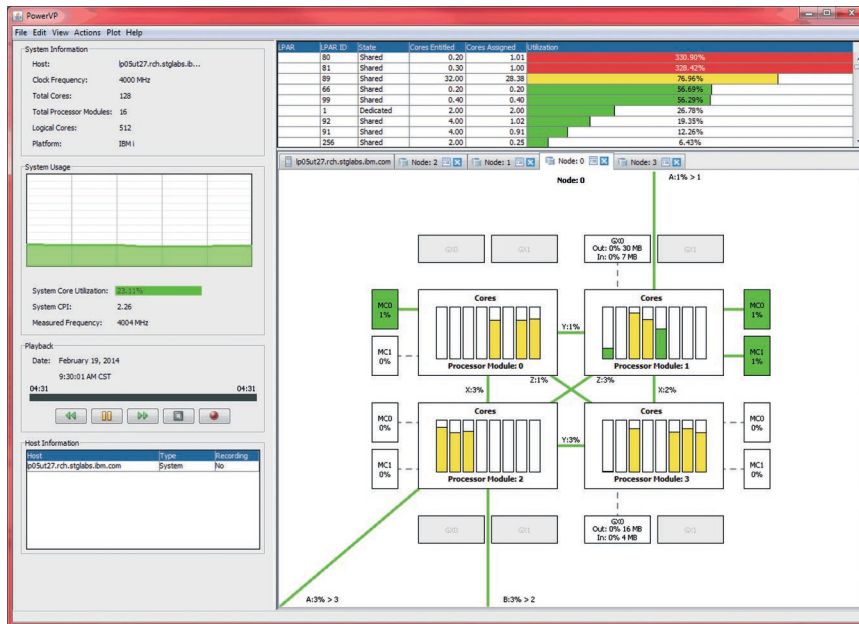 PowerVP
File Edit View Actions Plot Help
System Information
Host: lp05ut27.rch.stglabs.ib...
Clock Frequency: 4000 MHz
Total Cores: 128
Total Processor Modules: 16
Logical Cores: 512
Platform: IBM i
System Usage
System Core Utilization: 23.11%
System CPI: 2.26
Measured Frequency: 4004 MHz
Playback
Date: February 19, 2014
9:30:01 AM CST
04:31 04:31
Host Information
Host Type Recording
lp05ut27.rch.stglabs.ibm.com System No
LPAR LPAR ID State Cores Entitled Cores Assigned Utilization
80 Shared 0.20 1.01 330.90%
81 Shared 0.30 1.00 328.42%
89 Shared 32.00 28.38 76.96%
66 Shared 0.20 0.20 56.69%
99 Shared 0.40 0.40 56.29%
1 Dedicated 2.00 2.00 26.78%
92 Shared 4.00 1.02 19.35%
91 Shared 4.00 0.91 12.26%
256 Shared 2.00 0.25 6.43%
lp05ut27.rch.stglabs.ibm.com Node: 2 Node: 1 Node: 0 Node: 3
Node: 0
A:1% > 1
GX0 GX1
GX0
Out: 0% 30 MB
In: 0% 7 MB
GX1
MC0
1%
MC1
0%
Cores
Processor Module: 0
Y:1%
Cores
Processor Module: 1
MC0
1%
MC1
1%
X:3%
Z:1%
Z:3%
X:2%
MC0
0%
MC1
0%
Cores
Processor Module: 2
Y:3%
Cores
Processor Module: 3
MC0
0%
MC1
0%
GX0 GX1
GX0
Out: 0% 16 MB
In: 0% 4 MB
GX1
A:3% > 3
B:3% > 2